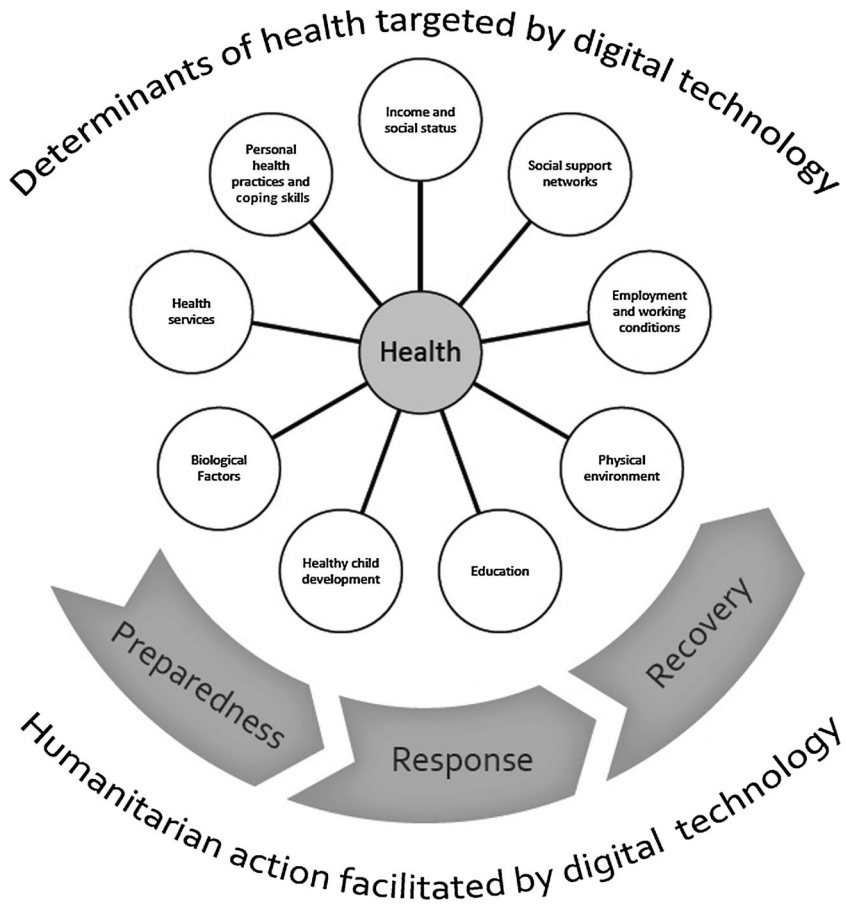 Determinants of health targeted by digital technology
Income and
social status
Social support
networks
Employment
and working
conditions
Physical
environment
Education
Healthy child
development
Biological
Factors
Health
services
Personal
health
practices and
coping skills
Health
Preparedness
Response
Recovery
Humanitarian action facilitated by digital technology